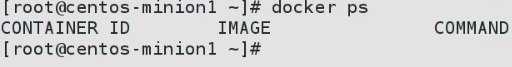 [root@centos-minion1 ~]# docker ps
CONTAINER ID        IMAGE               COMMAND
[root@centos-minion1 ~]#